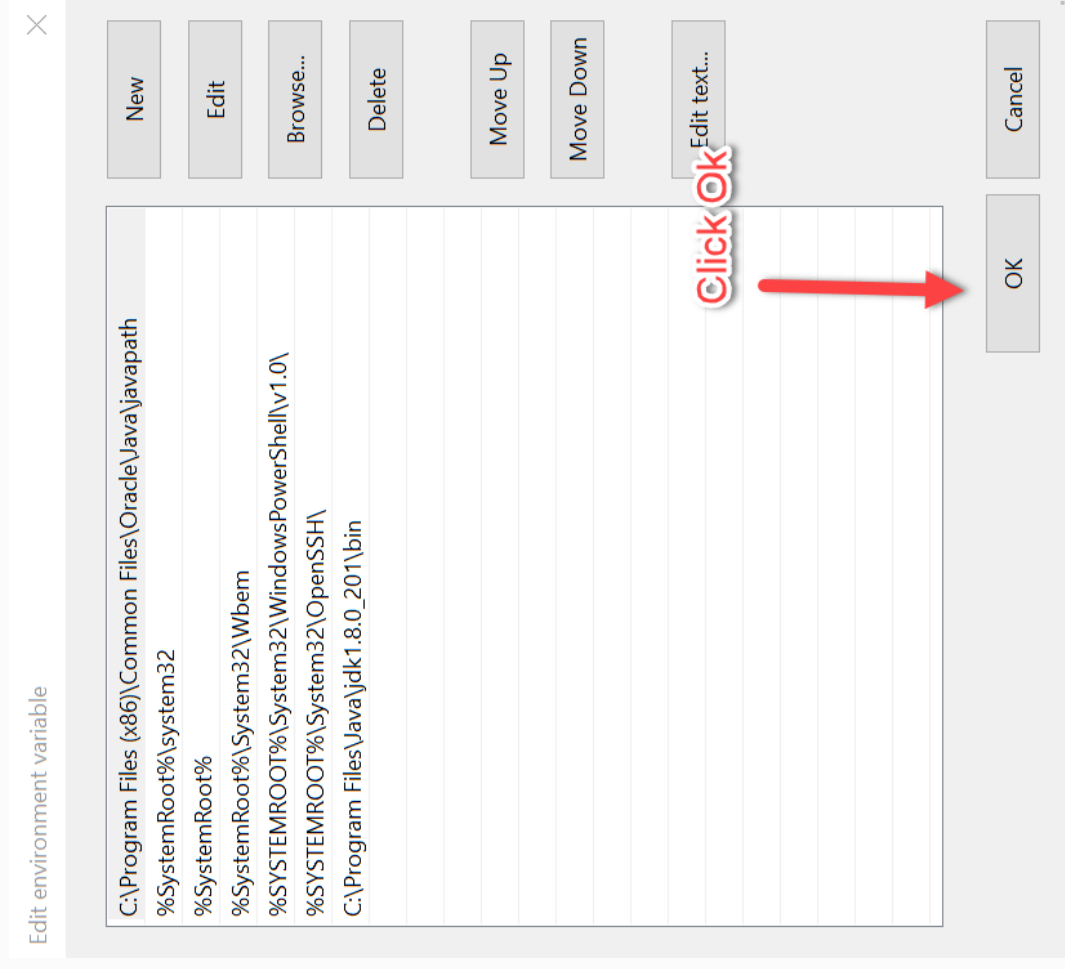 Edit environment variable
C:\Program Files (x86)\Common Files\Oracle\Java\javapath
%SystemRoot%\system32
%SystemRoot%
%SystemRoot%\System32\Wbem
%SYSTEMROOT%\System32\WindowsPowerShell\v1.0\
%SYSTEMROOT%\System32\OpenSSH\
C:\Program Files\Java\jdk1.8.0_201\bin
New
Edit
Browse...
Delete
Move Up
Move Down
Edit text...
Click Ok
OK
Cancel